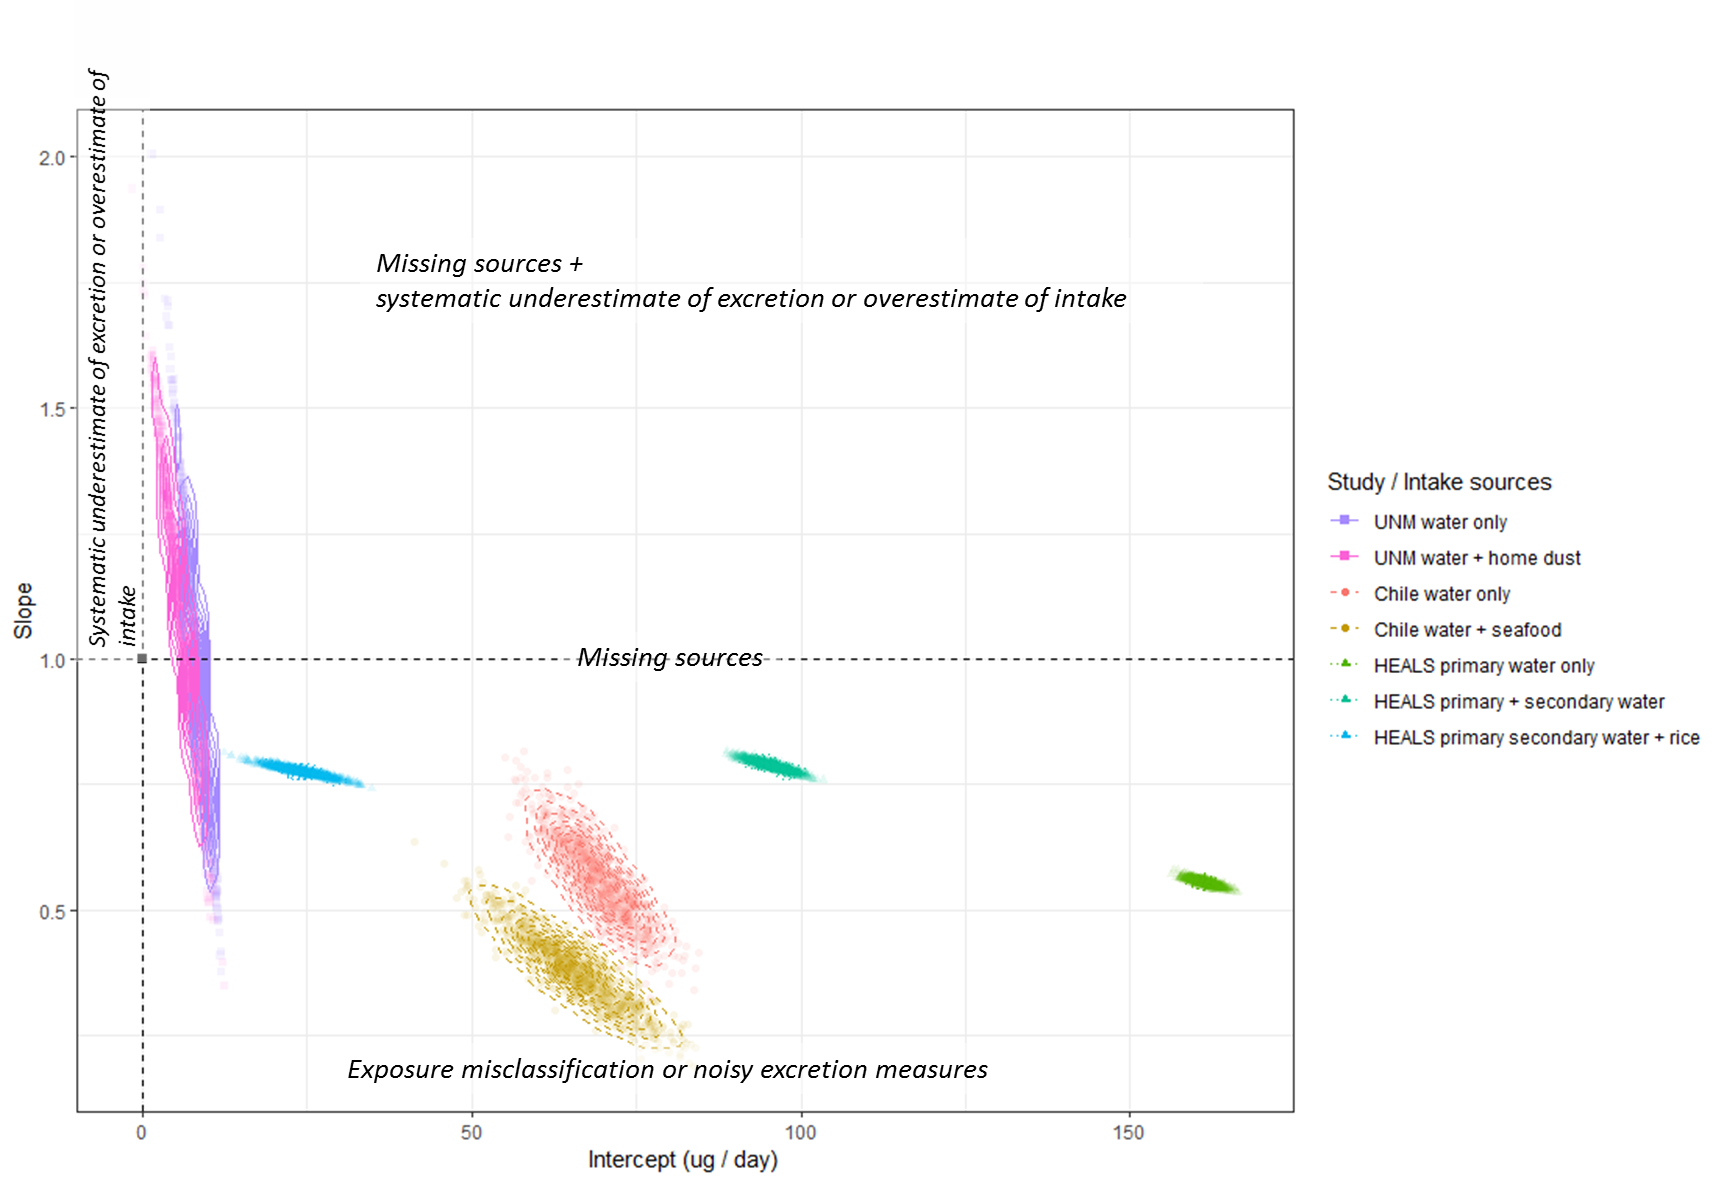 Systematic underestimate of excretion or overestimate of
intake
Missing sources +
systematic underestimate of excretion or overestimate of intake
Missing sources
Exposure misclassification or noisy excretion measures
Slope
2.0
1.5
1.0
0.5
0
50
100
150
Intercept (ug / day)
Study / Intake sources
UNM water only
UNM water + home dust
Chile water only
Chile water + seafood
HEALS primary water only
HEALS primary + secondary water
HEALS primary secondary water + rice